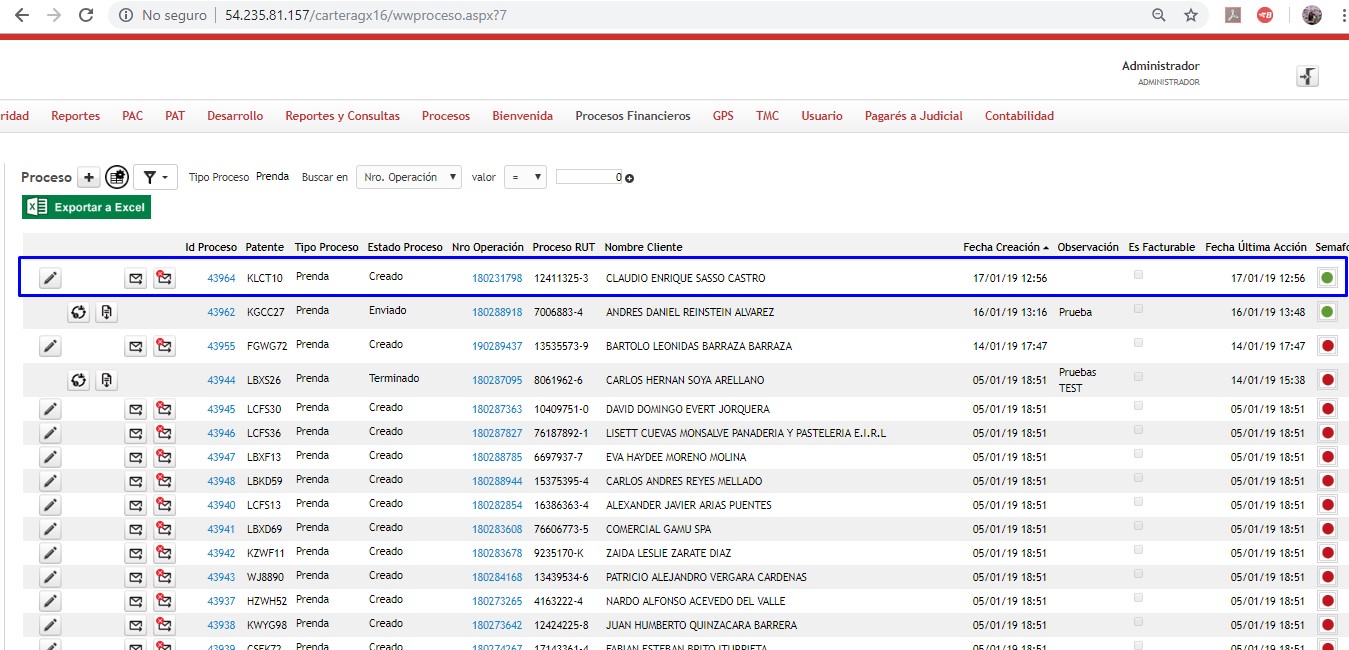 No seguro | 54.235.81.157/carteragx16/wwproceso.aspx?7
Administrador
ADMINISTRADOR
ridad Reportes PAC PAT Desarrollo Reportes y Consultas Procesos Bienvenida Procesos Financieros GPS TMC Usuario Pagarés a Judicial Contabilidad
Proceso Tipo Proceso Prenda Buscar en Nro. Operación valor = 0
Exportar a Excel
Id Proceso Patente Tipo Proceso Estado Proceso Nro Operación Proceso RUT Nombre Cliente Fecha Creación Observación Es Facturable Fecha Última Acción Semafo
43964 KLCT10 Prenda Creado 180231798 12411325-3 CLAUDIO ENRIQUE SASSO CASTRO 17/01/19 12:56 17/01/19 12:56
43962 KGCC27 Prenda Enviado 180288918 7006883-4 ANDRES DANIEL REINSTEIN ALVAREZ 16/01/19 13:16 Prueba 16/01/19 13:48
43955 FGWG72 Prenda Creado 190289437 13535573-9 BARTOLO LEONIDAS BARRAZA BARRAZA 14/01/19 17:47 14/01/19 17:47
43944 LBXS26 Prenda Terminado 180287095 8061962-6 CARLOS HERNAN SOYA ARELLANO 05/01/19 18:51 Pruebas 14/01/19 15:38
TEST
43945 LCFS30 Prenda Creado 180287363 10409751-0 DAVID DOMINGO EVERT JORQUERA 05/01/19 18:51 05/01/19 18:51
43946 LCFS36 Prenda Creado 180287827 76187892-1 LISETT CUEVAS MONSALVE PANADERIA Y PASTELERIA E.I.R.L 05/01/19 18:51 05/01/19 18:51
43947 LBXF13 Prenda Creado 180288785 6697937-7 EVA HAYDEE MORENO MOLINA 05/01/19 18:51 05/01/19 18:51
43948 LBKD59 Prenda Creado 180288944 15375395-4 CARLOS ANDRES REYES MELLADO 05/01/19 18:51 05/01/19 18:51
43940 LCFS13 Prenda Creado 180282854 16386363-4 ALEXANDER JAVIER ARIAS PUENTES 05/01/19 18:51 05/01/19 18:51
43941 LBXD69 Prenda Creado 180283608 76606773-5 COMERCIAL GAMU SPA 05/01/19 18:51 05/01/19 18:51
43942 KZWF11 Prenda Creado 180283678 9235170-K ZAIDA LESLIE ZARATE DIAZ 05/01/19 18:51 05/01/19 18:51
43943 WJ8890 Prenda Creado 180284168 13439534-6 PATRICIO ALEJANDRO VERGARA CARDENAS 05/01/19 18:51 05/01/19 18:51
43937 HZWH52 Prenda Creado 180273265 4163222-4 NARDO ALFONSO ACEVEDO DEL VALLE 05/01/19 18:51 05/01/19 18:51
43938 KWYG98 Prenda Creado 180273642 12424225-8 JUAN HUMBERTO QUINZACARA BARRERA 05/01/19 18:51 05/01/19 18:51
43939 CSFK72 Prenda Creado 180274267 17143361-4 FABIAN ESTEBAN BRITO ITURRIETA 05/01/19 18:51 05/01/19 18:51